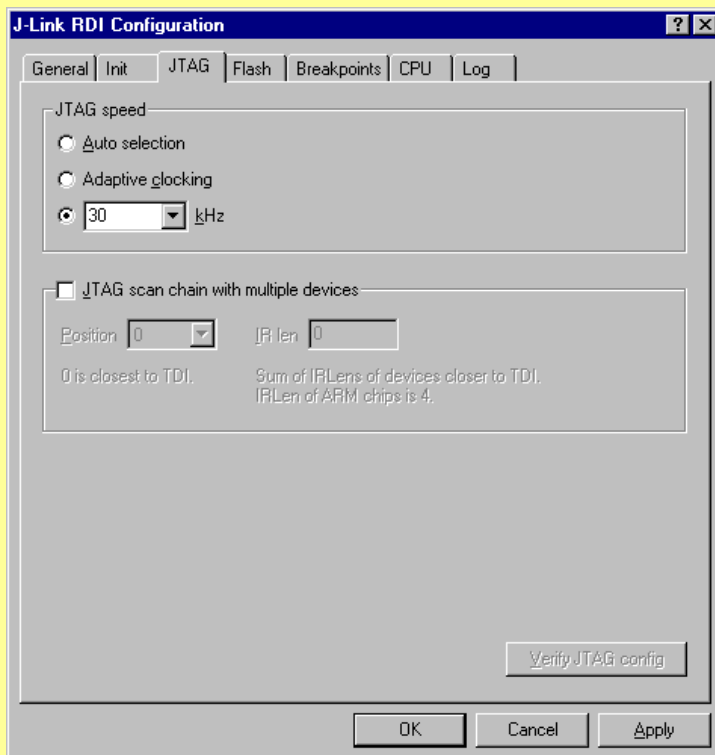 J-Link RDI Configuration
General Init JTAG Flash Breakpoints CPU Log
JTAG speed
Auto selection
Adaptive clocking
30 kHz
JTAG scan chain with multiple devices
Position 0 IR len 0
0 is closest to TDI. Sum of IRLens of devices closer to TDI.
IRLen of ARM chips is 4.
Verify JTAG config
OK Cancel Apply